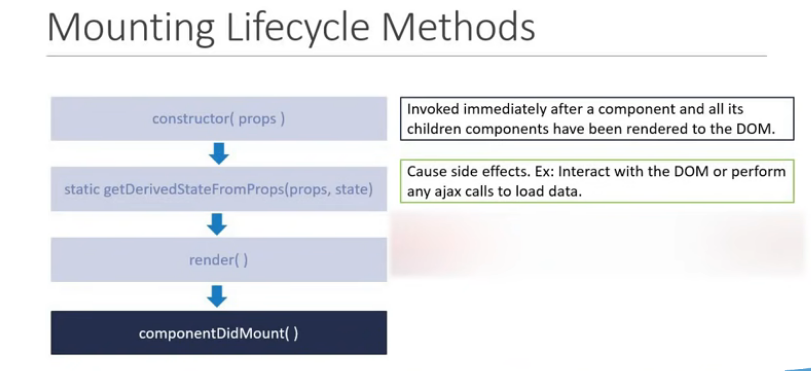 Mounting Lifecycle Methods
constructor( props )
static getDerivedStateFromProps(props, state)
render( )
componentDidMount( )
Invoked immediately after a component and all its
children components have been rendered to the DOM.
Cause side effects. Ex: Interact with the DOM or perform
any ajax calls to load data.